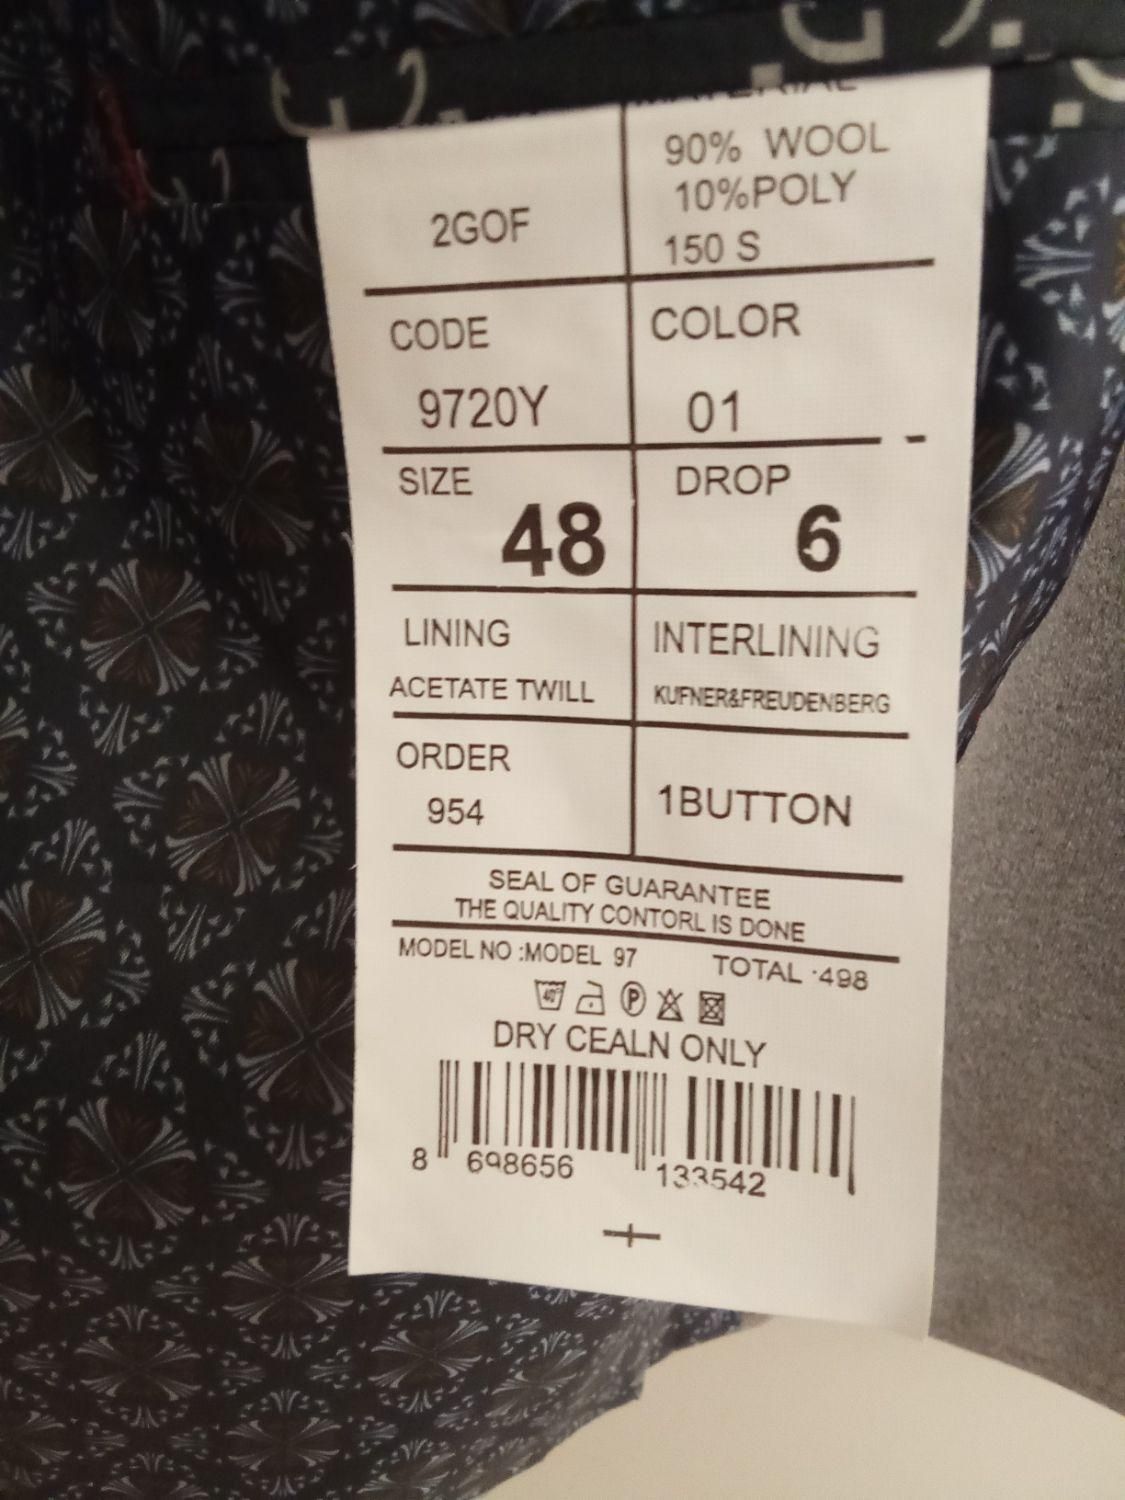 MATERIAL
2GOF
90% WOOL
10%POLY
150 S
CODE
9720Y
COLOR
01
SIZE
48
DROP
6
LINING
ACETATE TWILL
INTERLINING
KUFNER&FREUDENBERG
ORDER
954
1BUTTON
SEAL OF GUARANTEE
THE QUALITY CONTORL IS DONE
MODEL NO :MODEL 97
TOTAL :498
40°
P
DRY CEALN ONLY
8 698656 133542